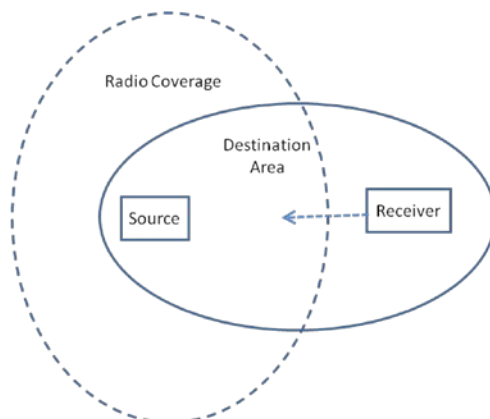 Radio Coverage
Destination
Area
Source
Receiver